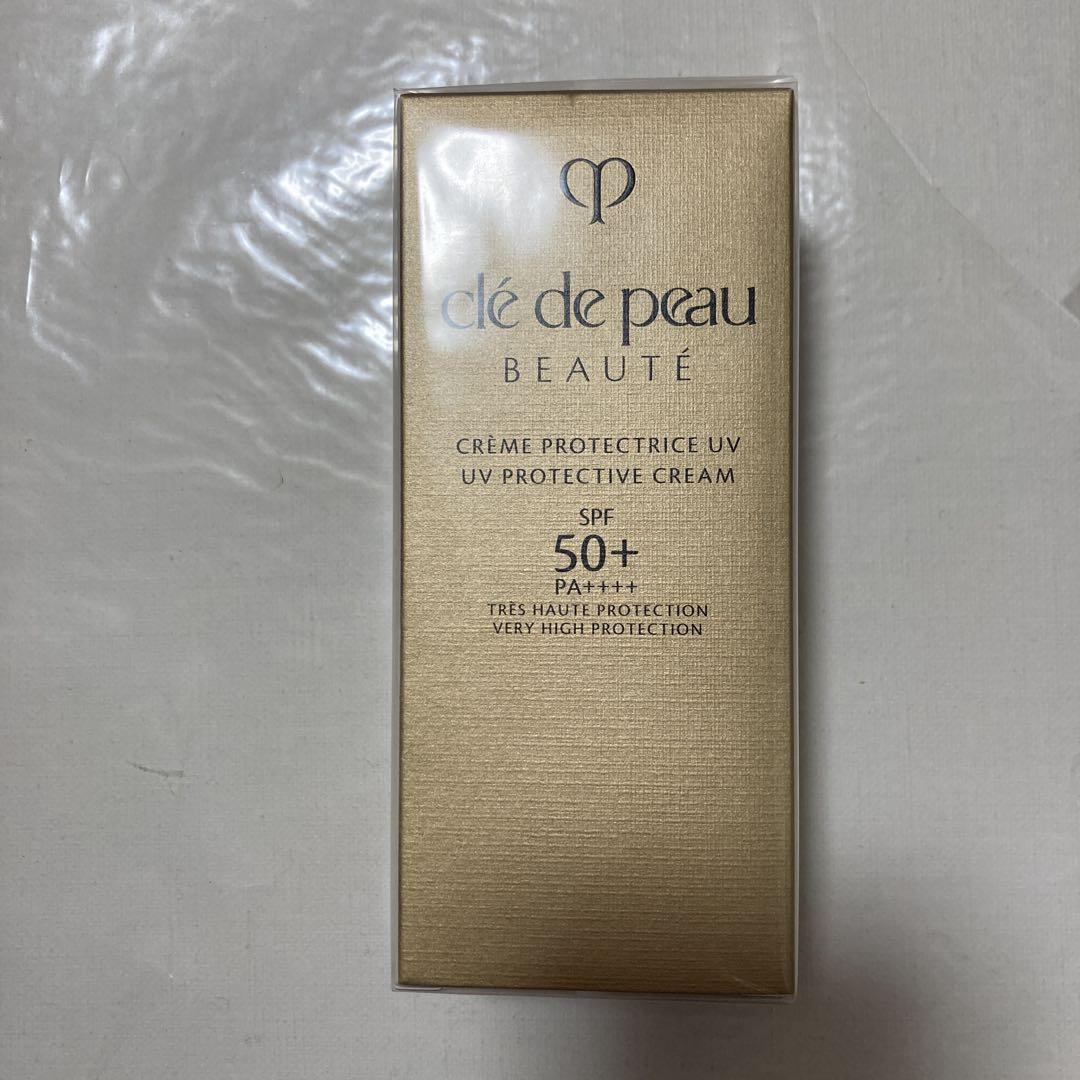 clé de peau
BEAUTÉ
CRÈME PROTECTRICE UV
UV PROTECTIVE CREAM
SPF
50+
PA++++
TRÈS HAUTE PROTECTION
VERY HIGH PROTECTION